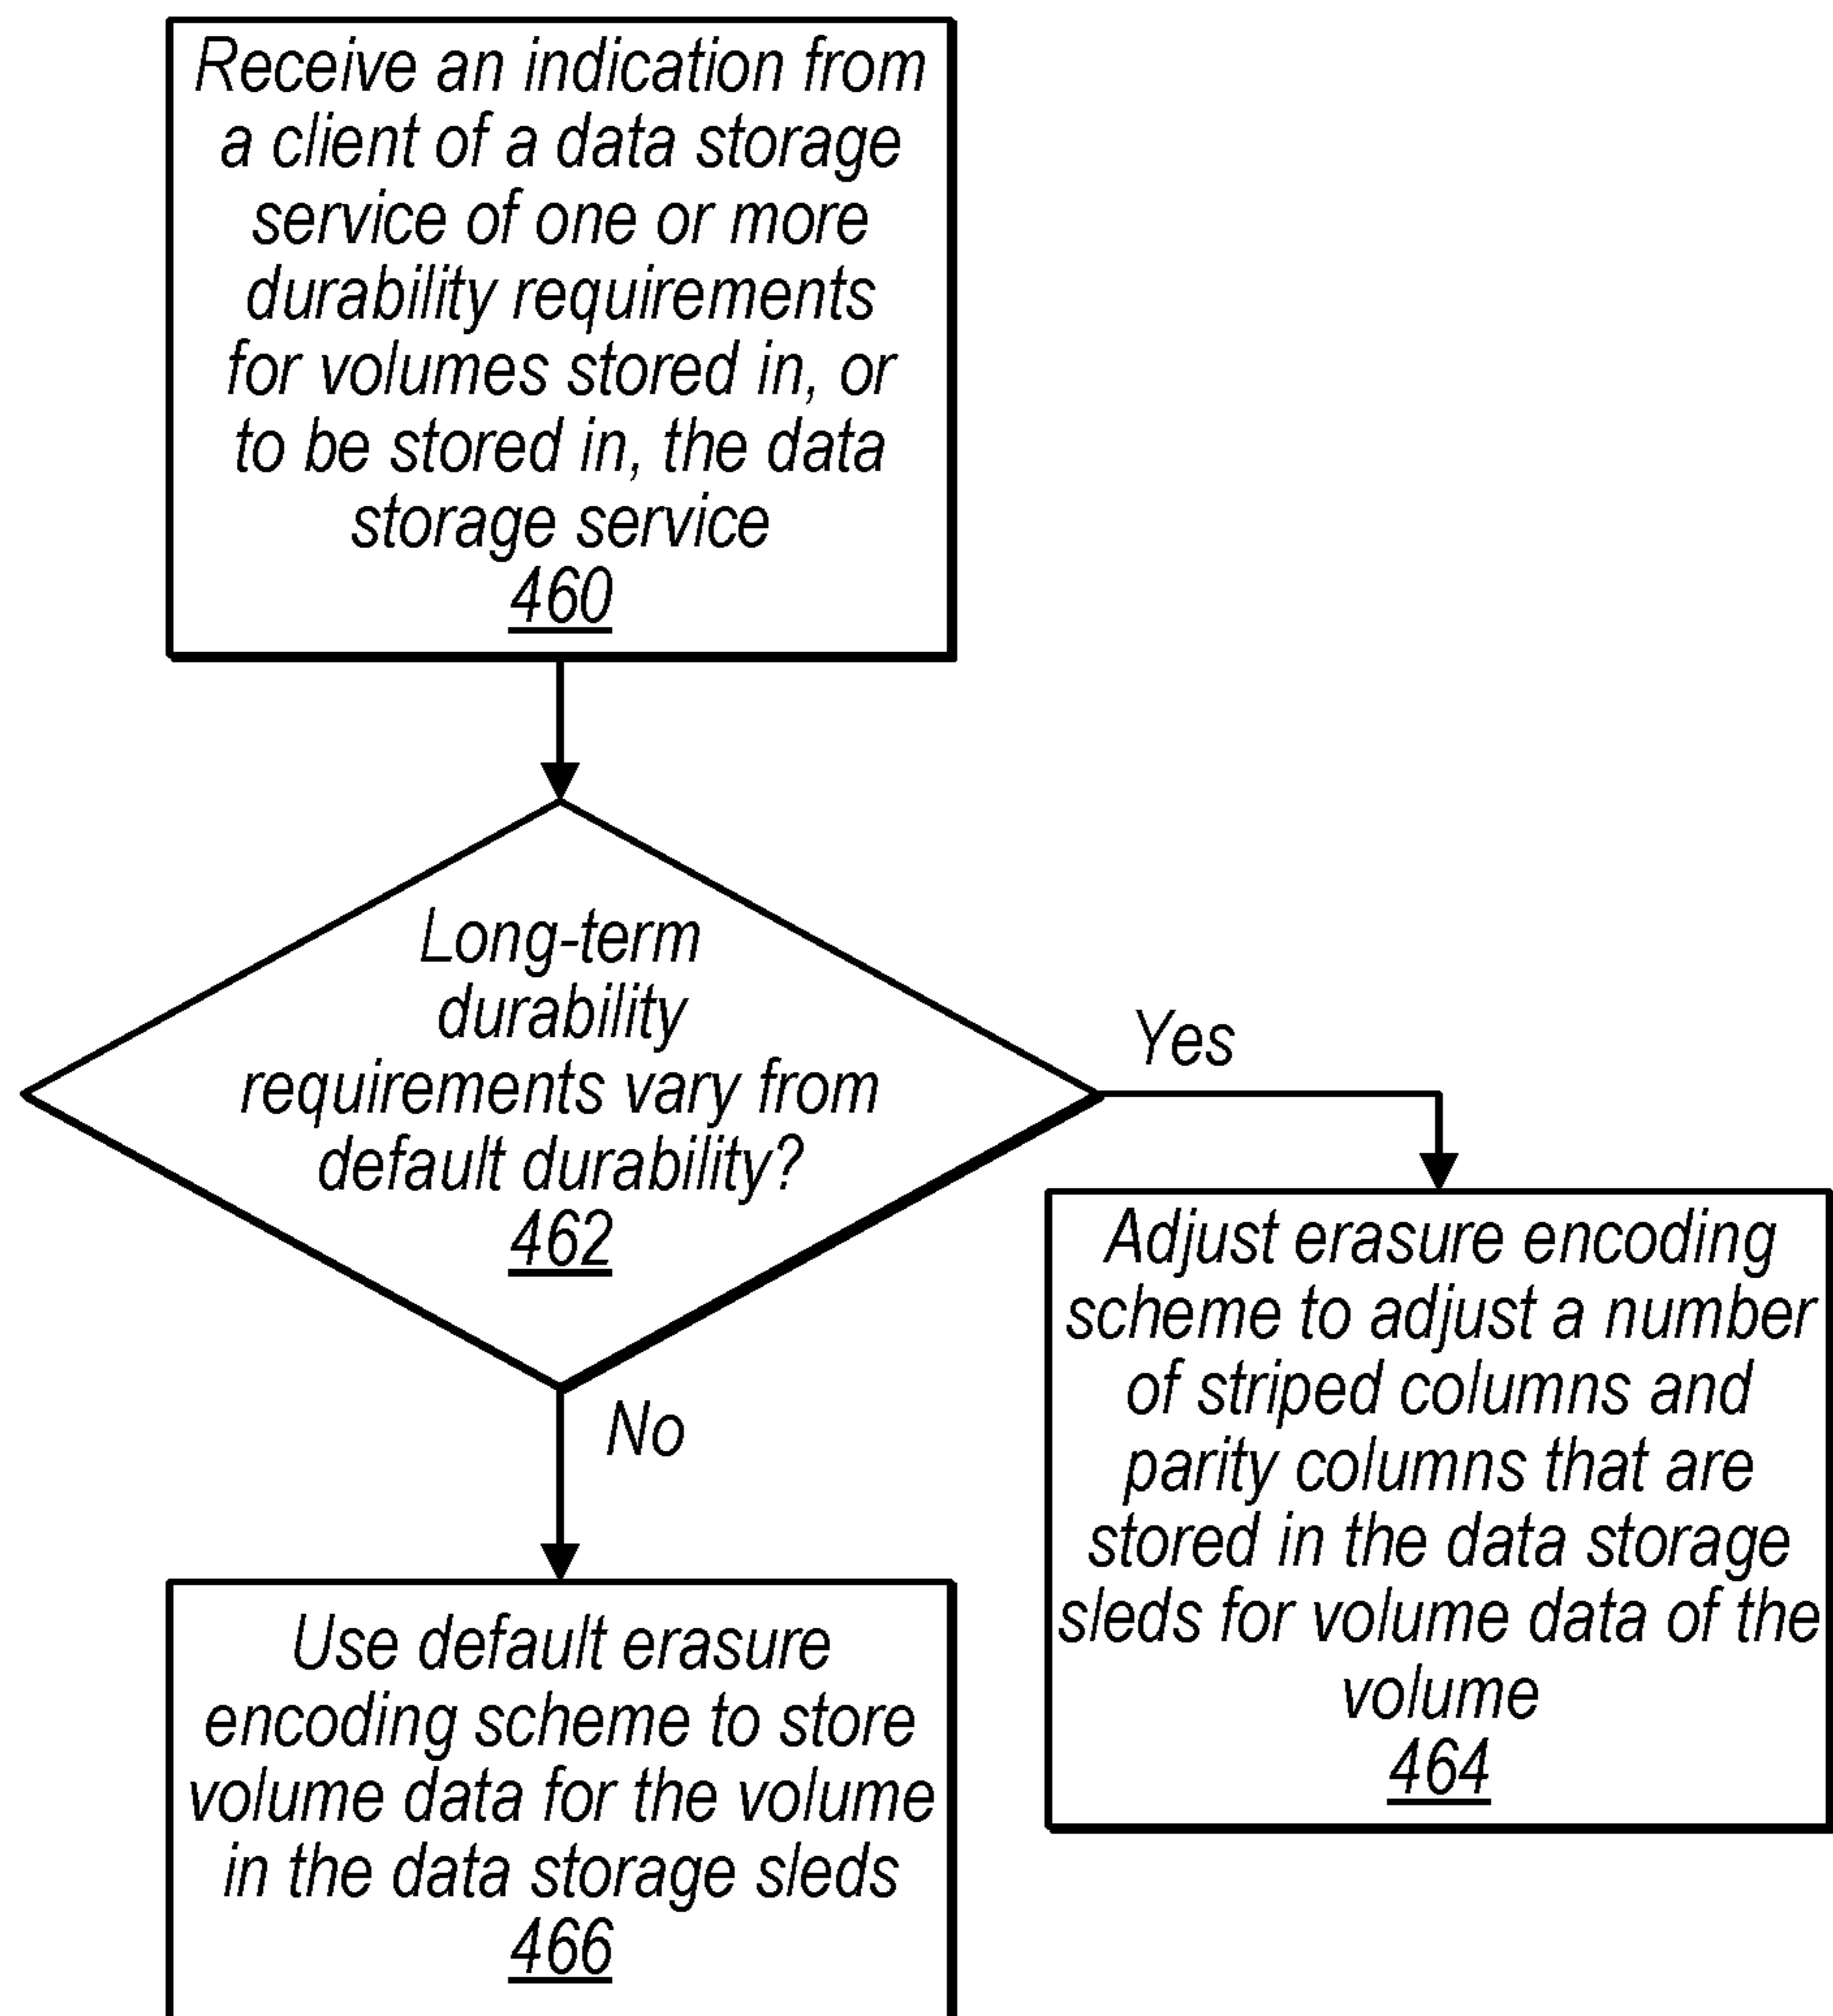 Receive an indication from
a client of a data storage
service of one or more
durability requirements
for volumes stored in, or
to be stored in, the data
storage service
460
Long-term
durability
requirements vary from
default durability?
462
Yes
No
Adjust erasure encoding
scheme to adjust a number
of striped columns and
parity columns that are
stored in the data storage
sleds for volume data of the
volume
464
Use default erasure
encoding scheme to store
volume data for the volume
in the data storage sleds
466